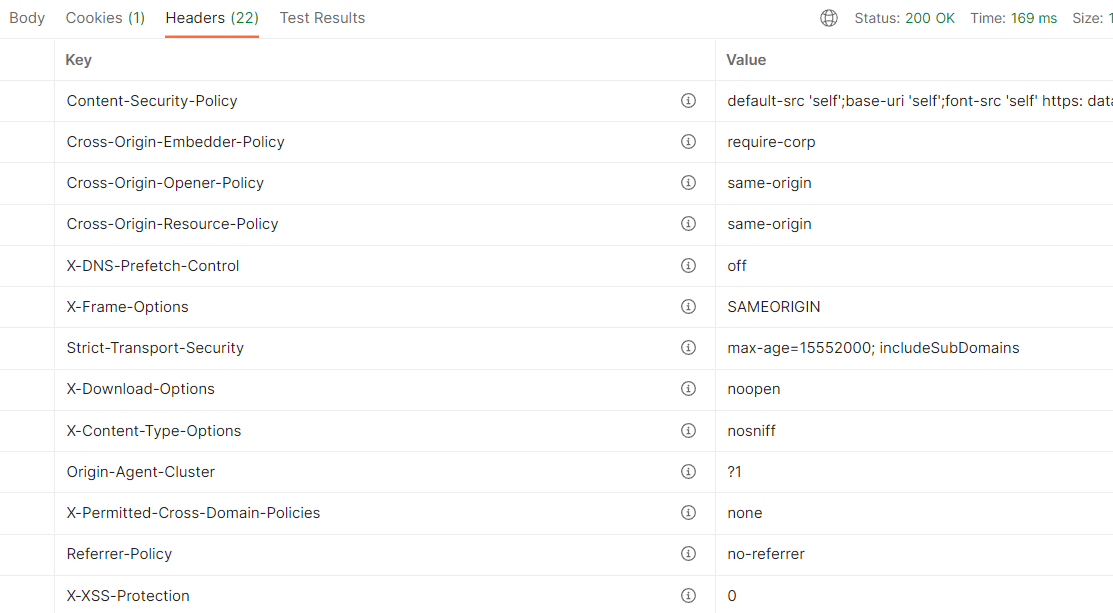 Body Cookies (1) Headers (22) Test Results Status: 200 OK Time: 169 ms Size:
Key Value
Content-Security-Policy default-src 'self';base-uri 'self';font-src 'self' https:
Cross-Origin-Embedder-Policy require-corp
Cross-Origin-Opener-Policy same-origin
Cross-Origin-Resource-Policy same-origin
X-DNS-Prefetch-Control off
X-Frame-Options SAMEORIGIN
Strict-Transport-Security max-age=15552000; includeSubDomains
X-Download-Options noopen
X-Content-Type-Options nosniff
Origin-Agent-Cluster ?1
X-Permitted-Cross-Domain-Policies none
Referrer-Policy no-referrer
X-XSS-Protection 0